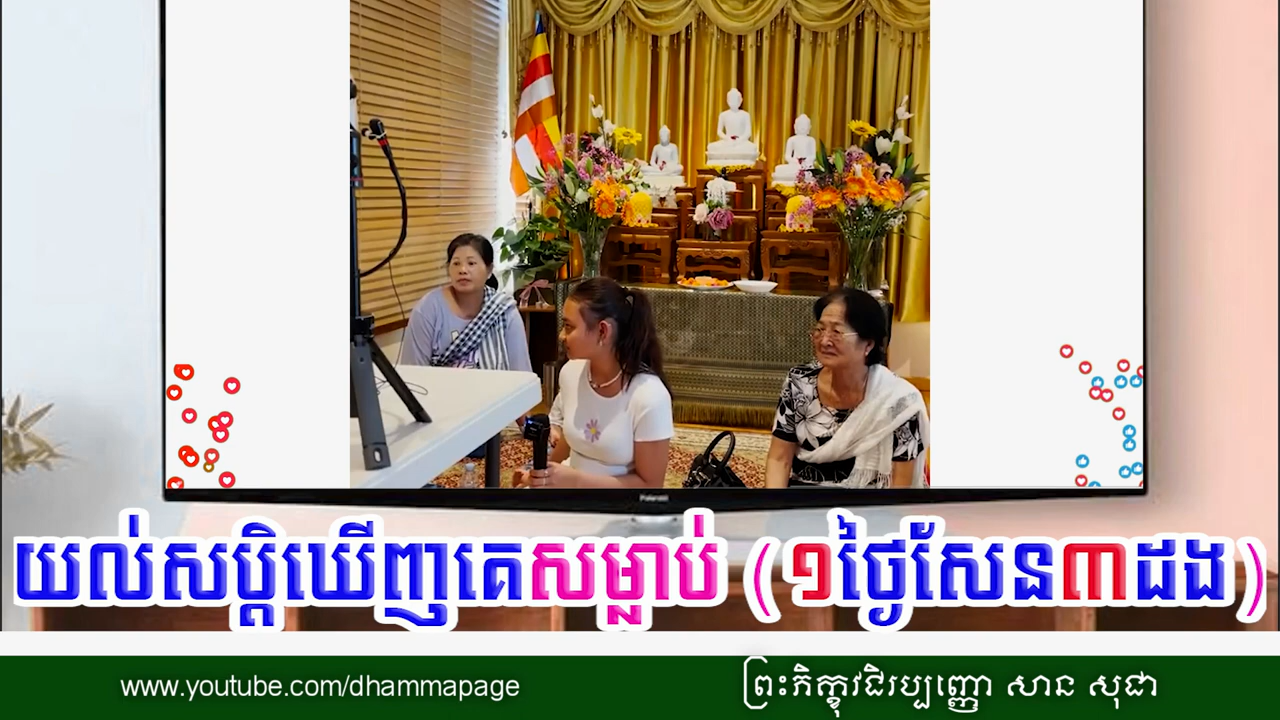 Polaroid
យល់សប្តិឃើញគេសម្លាប់ (១ថ្ងៃសែន៣ដង)
www.youtube.com/dhammapage
ព្រះភិក្ខុវជិរប្បញ្ញោ សាន សុជា